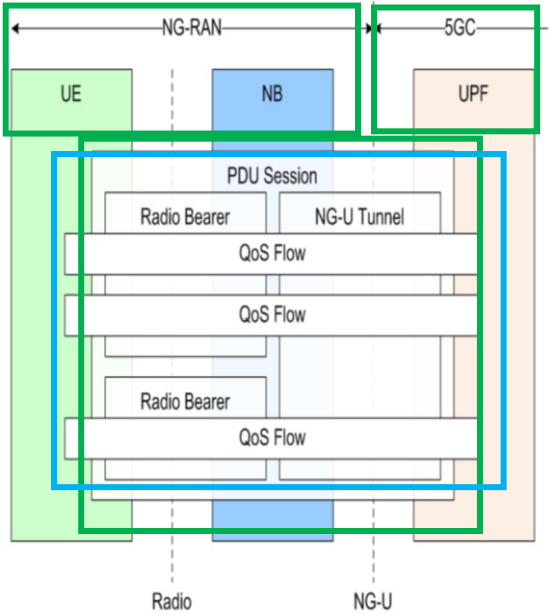 NG-RAN
5GC
UE
NB
UPF
PDU Session
Radio Bearer
NG-U Tunnel
QoS Flow
QoS Flow
Radio Bearer
QoS Flow
Radio
NG-U